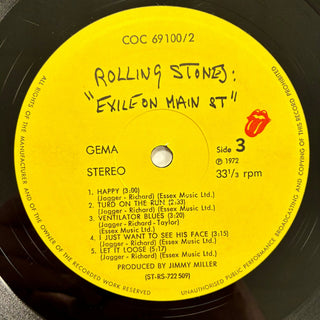 COC 69100/2
ROLLING STONES:
"EXILE ON MAIN ST"
GEMA
Side 3
℗ 1972
STEREO
33 1/3 rpm
1. HAPPY (3:00)
(Jagger - Richard) (Essex Music Ltd.)
2. TURD ON THE RUN (2:33)
(Jagger - Richard) (Essex Music Ltd.)
3. VENTILATOR BLUES (3:20)
(Jagger - Richard - Taylor)
(Essex Music Ltd.)
4. I JUST WANT TO SEE HIS FACE (3:15)
(Jagger - Richard) (Essex Music Ltd.)
5. LET IT LOOSE (5:17)
(Jagger - Richard) (Essex Music Ltd.)
PRODUCED BY JIMMY MILLER
(ST-RS-722 509)
ALL RIGHTS OF THE MANUFACTURER AND OF THE OWNER OF THE RECORDED WORK RESERVED
UNAUTHORISED PUBLIC PERFORMANCE BROADCASTING AND COPYING OF THIS RECORD PROHIBITED